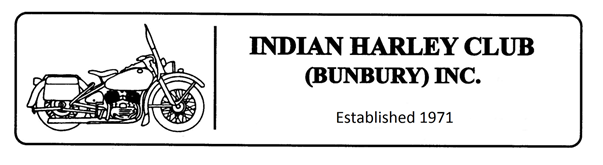 INDIAN HARLEY CLUB
(BUNBURY) INC.
Established 1971